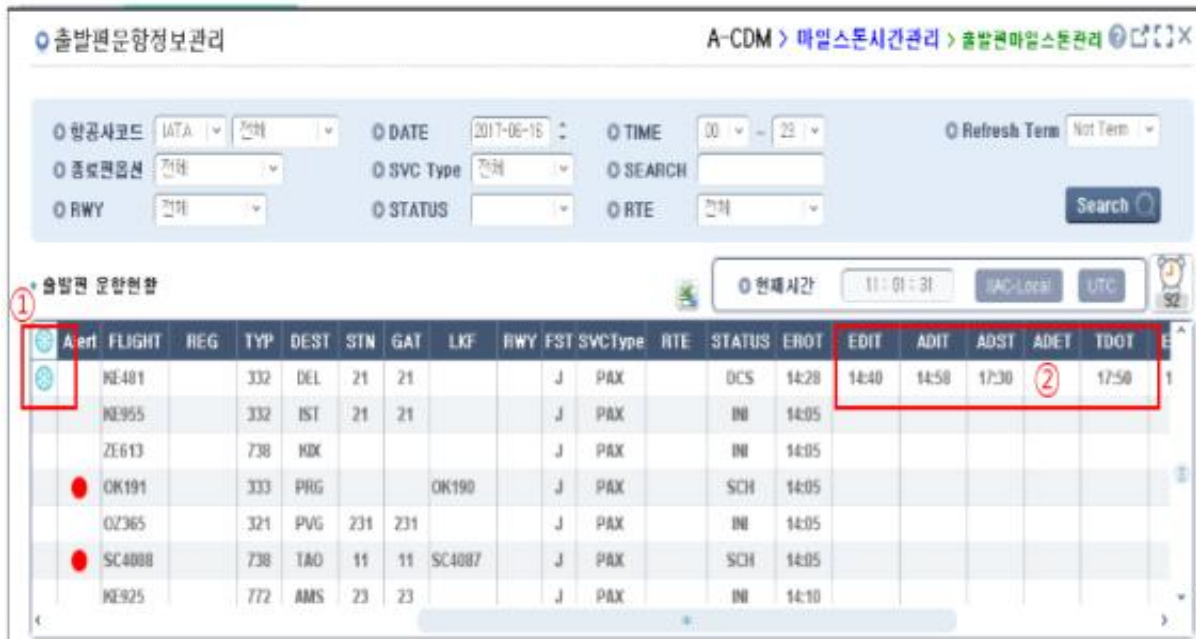 출발편운항정보관리
A-CDM > 마일스톤시간관리 > 출발편마일스톤관리
항공사코드 IATA 전체 DATE 2017-06-16 TIME 00 ~ 23 Refresh Term Not Term
종료편옵션 전체 SVC Type 전체 SEARCH
RWY 전체 STATUS RTE 전체 Search
출발편 운항현황 현재시간 11:01:31 IIAC-Local UTC 92
①
Alert FLIGHT REG TYP DEST STN GAT LKF RWY FST SVCType RTE STATUS EROT EDIT ADIT ADST ADET TDOT E
KE481 332 DEL 21 21 J PAX DCS 14:28 14:40 14:58 17:30 ② 17:50 1
KE955 332 IST 21 21 J PAX INI 14:05
ZE613 738 KIX J PAX INI 14:05
OK191 333 PRG OK190 J PAX SCH 14:05
OZ365 321 PVG 231 231 J PAX INI 14:05
SC4088 738 TAO 11 11 SC4087 J PAX SCH 14:05
KE925 772 AMS 23 23 J PAX INI 14:10